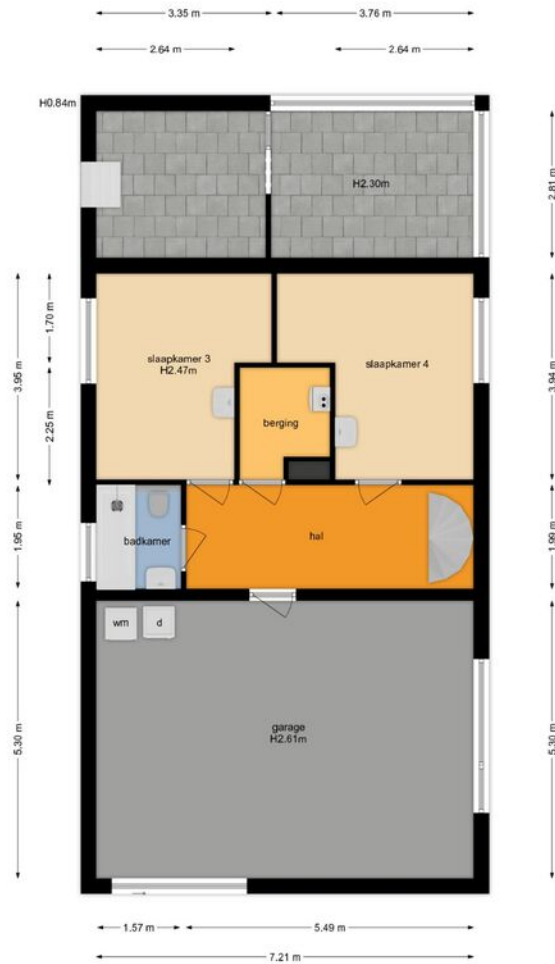 3.35 m
3.76 m
2.64 m
2.64 m
H0.84m
H2.30m
2.81 m
3.95 m
1.70 m
2.25 m
slaapkamer 3
H2.47m
slaapkamer 4
3.94 m
berging
1.95 m
badkamer
hal
1.99 m
wm
d
5.30 m
garage
H2.61m
5.30 m
1.57 m
5.49 m
7.21 m